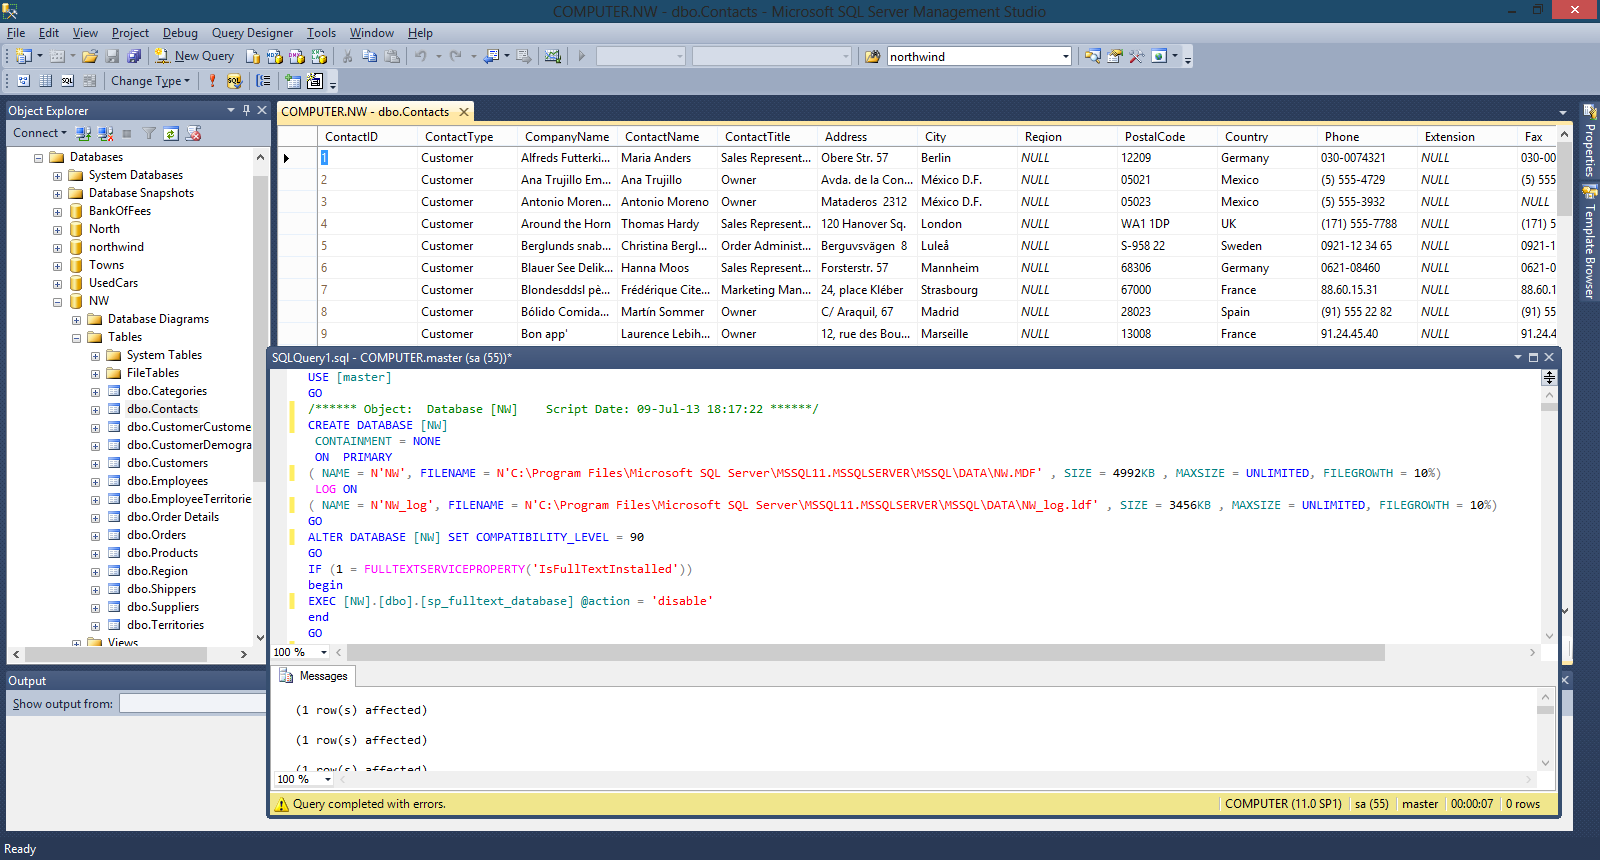 COMPUTER.NW - dbo.Contacts - Microsoft SQL Server Management Studio
File Edit View Project Debug Query Designer Tools Window Help
New Query northwind
Change Type
Object Explorer
Connect
Databases
System Databases
Database Snapshots
BankOfFees
North
northwind
Towns
UsedCars
NW
Database Diagrams
Tables
System Tables
FileTables
dbo.Categories
dbo.Contacts
dbo.CustomerCustome
dbo.CustomerDemogra
dbo.Customers
dbo.Employees
dbo.EmployeeTerritorie
dbo.Order Details
dbo.Orders
dbo.Products
dbo.Region
dbo.Shippers
dbo.Suppliers
dbo.Territories
Views
Output
Show output from:
COMPUTER.NW - dbo.Contacts
ContactID ContactType CompanyName ContactName ContactTitle Address City Region PostalCode Country Phone Extension Fax
1 Customer Alfreds Futterki... Maria Anders Sales Represent... Obere Str. 57 Berlin NULL 12209 Germany 030-0074321 NULL 030-00
2 Customer Ana Trujillo Em... Ana Trujillo Owner Avda. de la Con... México D.F. NULL 05021 Mexico (5) 555-4729 NULL (5) 555
3 Customer Antonio Moren... Antonio Moreno Owner Mataderos  2312 México D.F. NULL 05023 Mexico (5) 555-3932 NULL NULL
4 Customer Around the Horn Thomas Hardy Sales Represent... 120 Hanover Sq. London NULL WA1 1DP UK (171) 555-7788 NULL (171) 5
5 Customer Berglunds snab... Christina Bergl... Order Administ... Berguvsvägen  8 Luleå NULL S-958 22 Sweden 0921-12 34 65 NULL 0921-1
6 Customer Blauer See Delik... Hanna Moos Sales Represent... Forsterstr. 57 Mannheim NULL 68306 Germany 0621-08460 NULL 0621-0
7 Customer Blondesddsl pè... Frédérique Cite... Marketing Man... 24, place Kléber Strasbourg NULL 67000 France 88.60.15.31 NULL 88.60.1
8 Customer Bólido Comida... Martín Sommer Owner C/ Araquil, 67 Madrid NULL 28023 Spain (91) 555 22 82 NULL (91) 55
9 Customer Bon app' Laurence Lebih... Owner 12, rue des Bou... Marseille NULL 13008 France 91.24.45.40 NULL 91.24.4
SQLQuery1.sql - COMPUTER.master (sa (55))*
USE [master]
GO
/****** Object:  Database [NW]    Script Date: 09-Jul-13 18:17:22 ******/
CREATE DATABASE [NW]
CONTAINMENT = NONE
ON  PRIMARY
( NAME = N'NW', FILENAME = N'C:\Program Files\Microsoft SQL Server\MSSQL11.MSSQLSERVER\MSSQL\DATA\NW.MDF' , SIZE = 4992KB , MAXSIZE = UNLIMITED, FILEGROWTH = 10%)
LOG ON
( NAME = N'NW_log', FILENAME = N'C:\Program Files\Microsoft SQL Server\MSSQL11.MSSQLSERVER\MSSQL\DATA\NW_log.ldf' , SIZE = 3456KB , MAXSIZE = UNLIMITED, FILEGROWTH = 10%)
GO
ALTER DATABASE [NW] SET COMPATIBILITY_LEVEL = 90
GO
IF (1 = FULLTEXTSERVICEPROPERTY('IsFullTextInstalled'))
begin
EXEC [NW].[dbo].[sp_fulltext_database] @action = 'disable'
end
GO
100 %
Messages
(1 row(s) affected)
(1 row(s) affected)
(1 row(s) affected)
100 %
Query completed with errors. COMPUTER (11.0 SP1) sa (55) master 00:00:07 0 rows
Properties
Template Browser
Ready